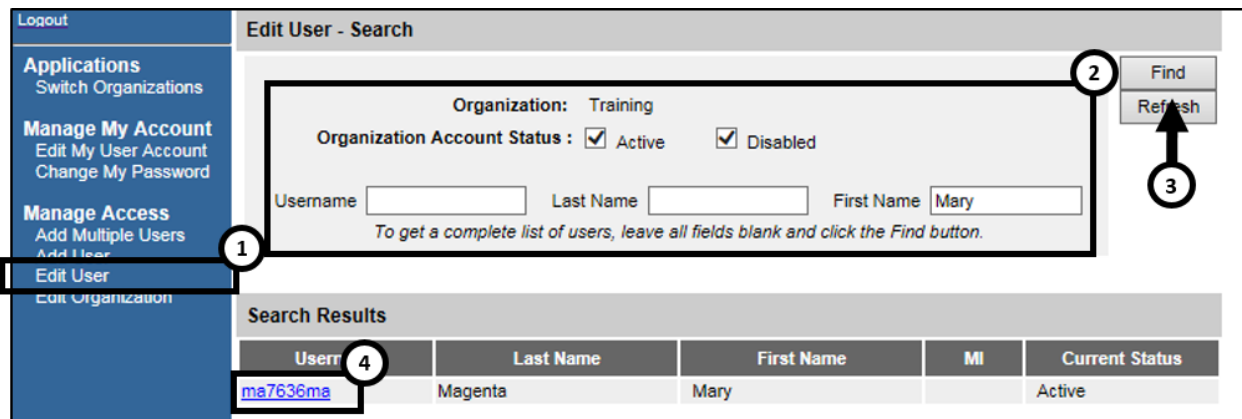 Logout
Edit User - Search
Applications
Switch Organizations
Manage My Account
Edit My User Account
Change My Password
Manage Access
Add Multiple Users
Add User
Edit User
Edit Organization
1
2
Find
Refresh
3
Organization: Training
Organization Account Status : Active Disabled
Username Last Name First Name Mary
To get a complete list of users, leave all fields blank and click the Find button.
Search Results
4
Last Name First Name MI Current Status
ma7636ma Magenta Mary Active